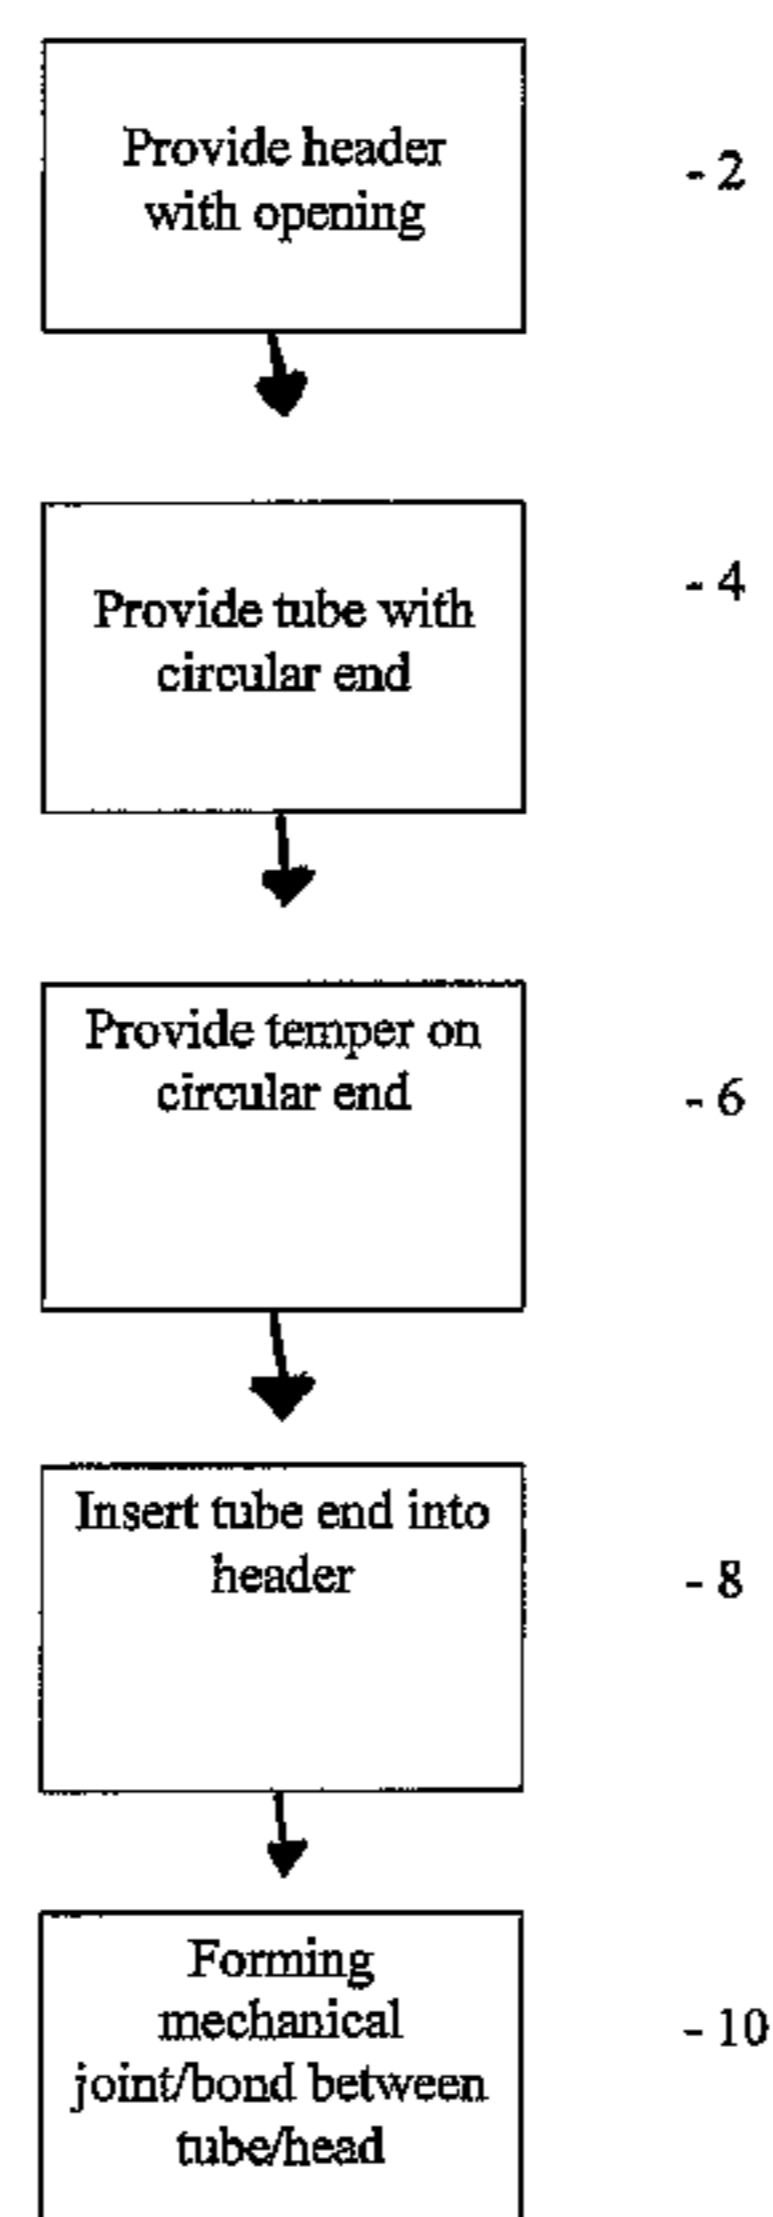 Provide header
with opening
- 2
Provide tube with
circular end
- 4
Provide temper on
circular end
- 6
Insert tube end into
header
- 8
Forming
mechanical
joint/bond between
tube/head
- 10